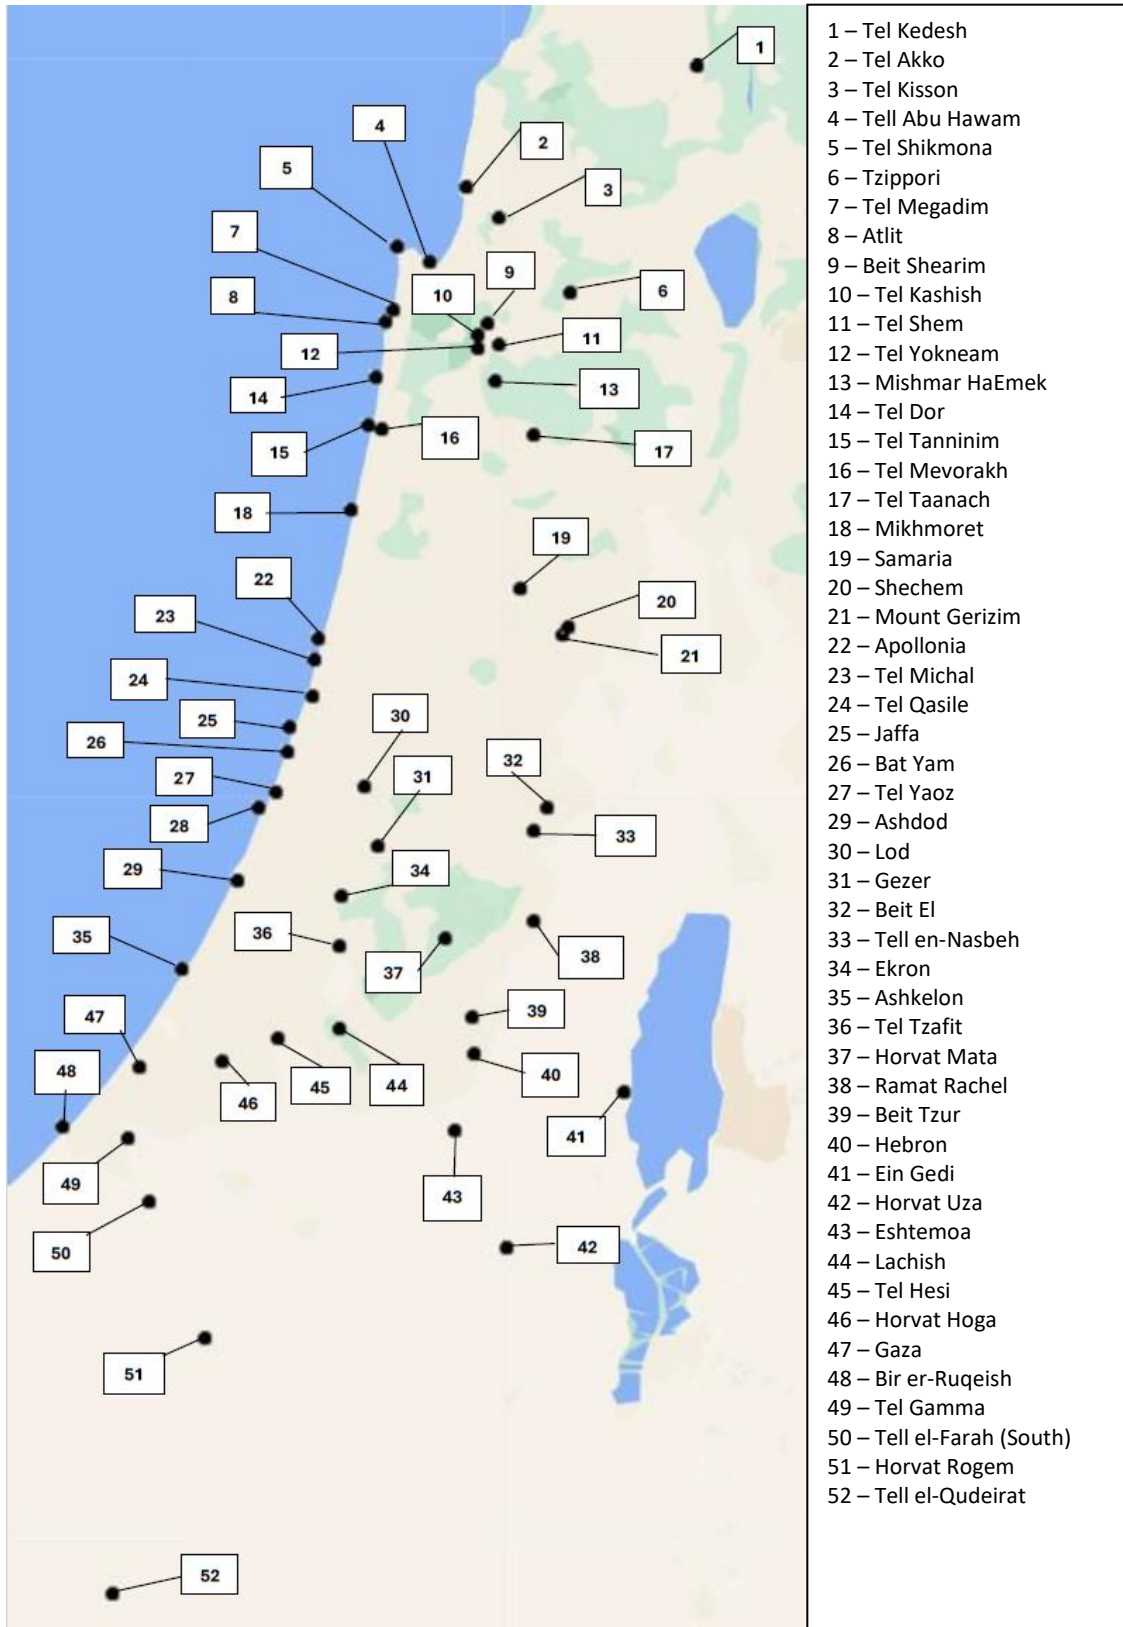 1
2
4
5
3
7
9
10
6
8
11
12
13
14
16
15
17
18
19
22
20
23
21
24
30
25
26
32
31
27
28
33
29
34
36
35
38
37
39
47
48
40
45
44
46
41
49
43
50
42
51
52
1 – Tel Kedesh
2 – Tel Akko
3 – Tel Kisson
4 – Tell Abu Hawam
5 – Tel Shikmona
6 – Tzippori
7 – Tel Megadim
8 – Atlit
9 – Beit Shearim
10 – Tel Kashish
11 – Tel Shem
12 – Tel Yokneam
13 – Mishmar HaEmek
14 – Tel Dor
15 – Tel Tanninim
16 – Tel Mevorakh
17 – Tel Taanach
18 – Mikhmoret
19 – Samaria
20 – Shechem
21 – Mount Gerizim
22 – Apollonia
23 – Tel Michal
24 – Tel Qasile
25 – Jaffa
26 – Bat Yam
27 – Tel Yaoz
29 – Ashdod
30 – Lod
31 – Gezer
32 – Beit El
33 – Tell en-Nasbeh
34 – Ekron
35 – Ashkelon
36 – Tel Tzafit
37 – Horvat Mata
38 – Ramat Rachel
39 – Beit Tzur
40 – Hebron
41 – Ein Gedi
42 – Horvat Uza
43 – Eshtemoa
44 – Lachish
45 – Tel Hesi
46 – Horvat Hoga
47 – Gaza
48 – Bir er-Ruqeish
49 – Tel Gamma
50 – Tell el-Farah (South)
51 – Horvat Rogem
52 – Tell el-Qudeirat